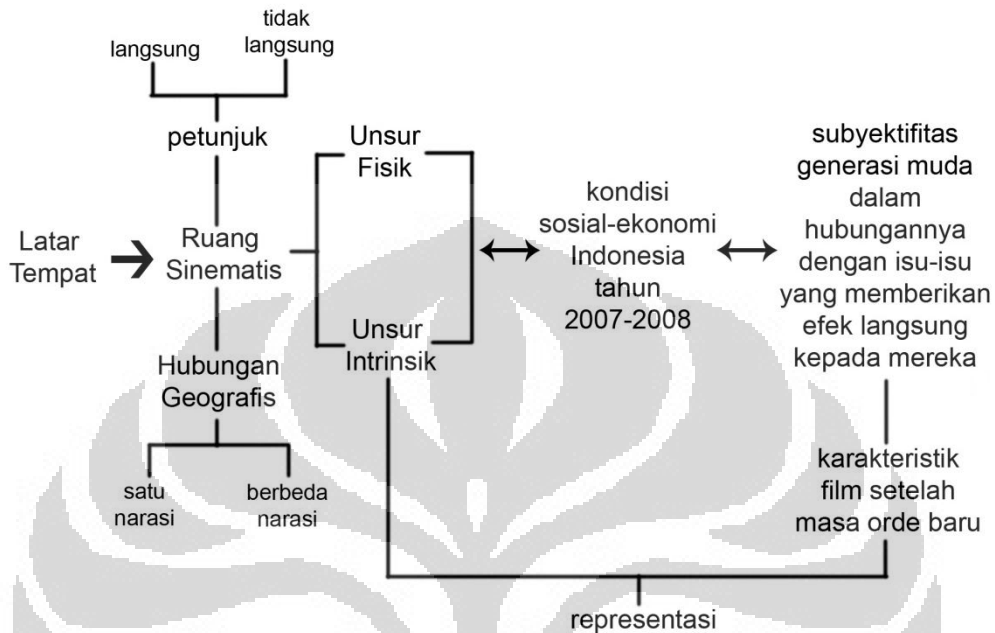 tidak
langsung
langsung
petunjuk
Unsur
Fisik
Latar
Tempat
Ruang
Sinematis
Unsur
Intrinsik
Hubungan
Geografis
satu
narasi
berbeda
narasi
kondisi
sosial-ekonomi
Indonesia
tahun
2007-2008
subyektifitas
generasi muda
dalam
hubungannya
dengan isu-isu
yang memberikan
efek langsung
kepada mereka
karakteristik
film setelah
masa orde baru
representasi